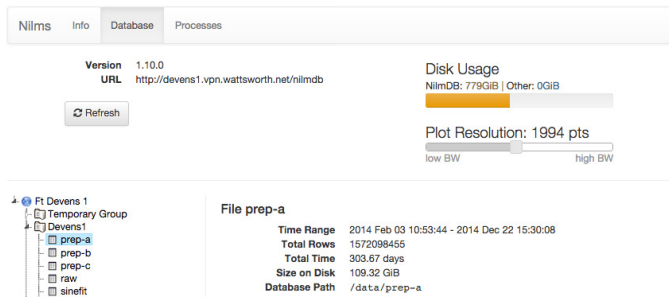 Nilms Info Database Processes
Version 1.10.0
URL http://devens1.vpn.wattsworth.net/nilmdb
Refresh
Disk Usage
NilmDB: 779GiB | Other: 0GiB
Plot Resolution: 1994 pts
low BW high BW
Ft Devens 1
Temporary Group
Devens1
prep-a
prep-b
prep-c
raw
sinefit
File prep-a
Time Range 2014 Feb 03 10:53:44 - 2014 Dec 22 15:30:08
Total Rows 1572098455
Total Time 303.67 days
Size on Disk 109.32 GiB
Database Path /data/prep-a